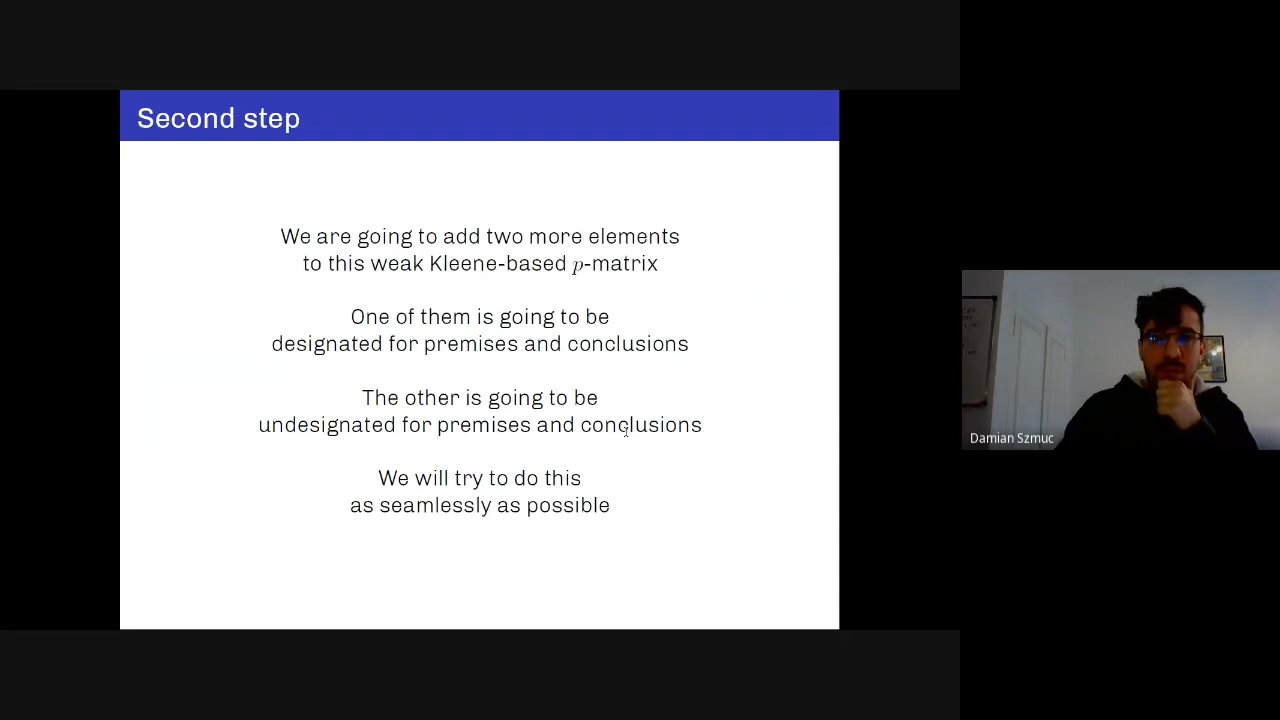 Second step
We are going to add two more elements
to this weak Kleene-based p-matrix
One of them is going to be
designated for premises and conclusions
The other is going to be
undesignated for premises and conclusions
We will try to do this
as seamlessly as possible
Damian Szmuc